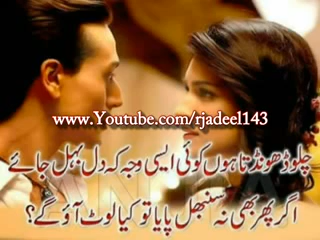 www.Youtube.com/rjadeel143
چلو ڈھونڈتا ہوں کوئی ایسی وجہ کہ دل بہل جائے
اگر پھر بھی نہ سنبھل پایا تو کیا لوٹ آؤ گے؟